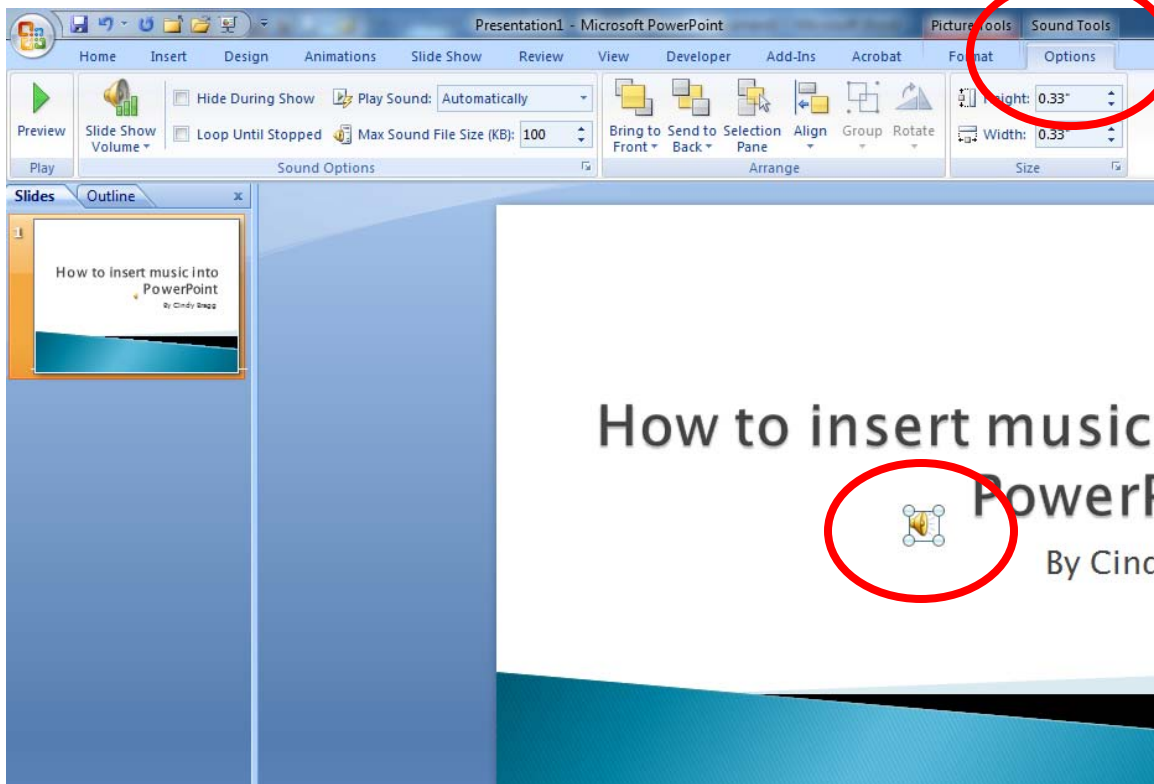 Presentation1 - Microsoft PowerPoint
Picture Tools
Sound Tools
Home Insert Design Animations Slide Show Review View Developer Add-Ins Acrobat Format Options
Preview
Slide Show Volume
Hide During Show
Play Sound: Automatically
Loop Until Stopped
Max Sound File Size (KB): 100
Bring to Front
Send to Back
Selection Pane
Align
Group
Rotate
Height: 0.33"
Width: 0.33"
Play
Sound Options
Arrange
Size
Slides Outline x
1
How to insert music into
PowerPoint
By Cindy Bragg
How to insert music
PowerP
By Cind